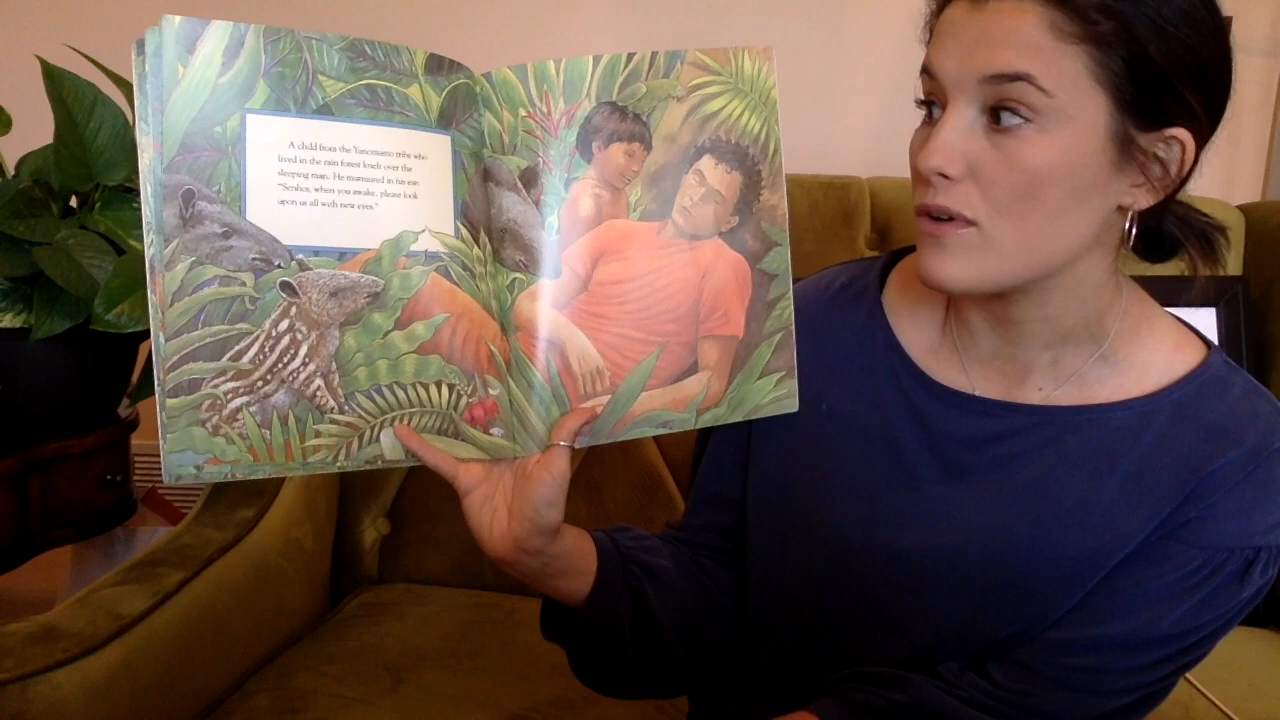 A child from the Yanomamo tribe who
lived in the rain forest knelt over the
sleeping man. He murmured in his ear:
"Senhor, when you awake, please look
upon us all with new eyes."